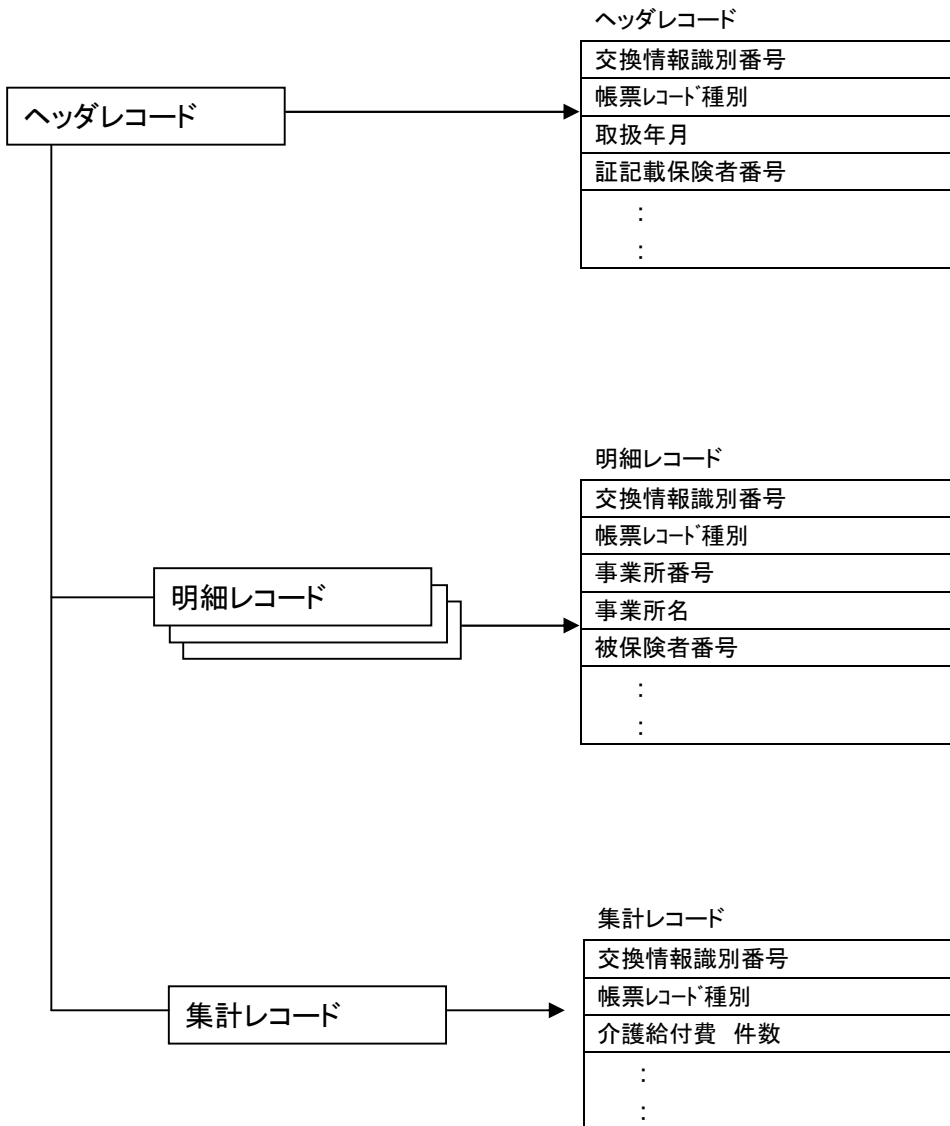 ヘッダレコード
ヘッダレコード
交換情報識別番号
帳票ﾚｺｰﾄﾞ種別
取扱年月
証記載保険者番号
:
:
明細レコード
明細レコード
交換情報識別番号
帳票ﾚｺｰﾄﾞ種別
事業所番号
事業所名
被保険者番号
:
:
集計レコード
集計レコード
交換情報識別番号
帳票ﾚｺｰﾄﾞ種別
介護給付費　件数
:
: